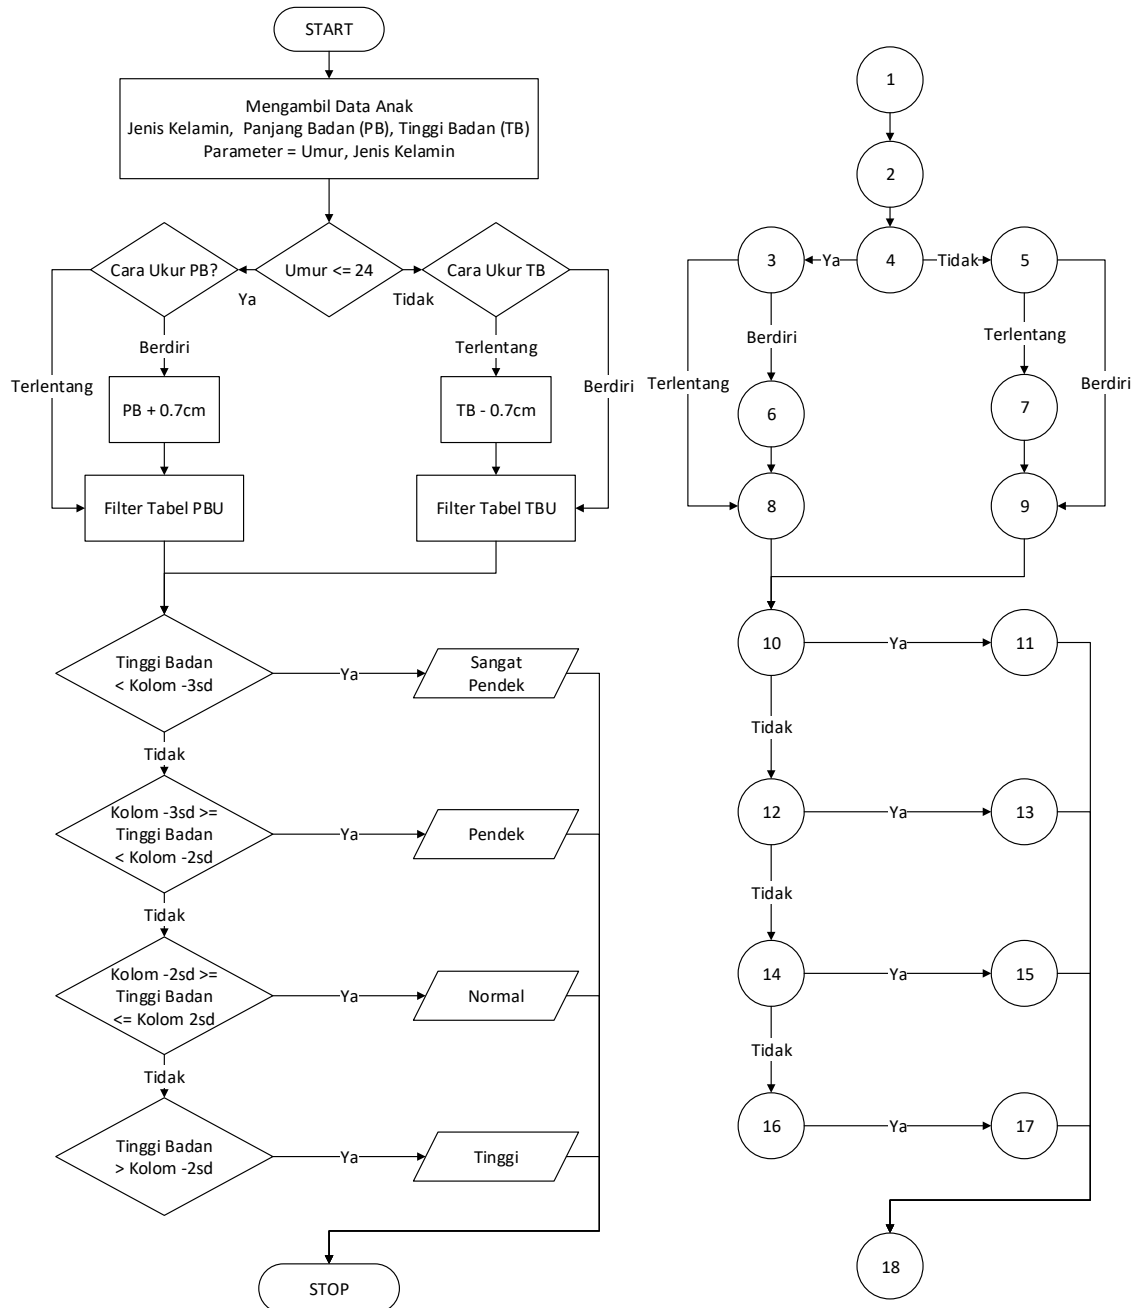 START
Mengambil Data Anak
Jenis Kelamin, Panjang Badan (PB), Tinggi Badan (TB)
Parameter = Umur, Jenis Kelamin
Cara Ukur PB?
Umur <= 24
Cara Ukur TB
Ya
Tidak
Berdiri
Terlentang
Terlentang
Berdiri
PB + 0.7cm
TB - 0.7cm
Filter Tabel PBU
Filter Tabel TBU
Tinggi Badan
< Kolom -3sd
Ya
Sangat
Pendek
Tidak
Kolom -3sd >=
Tinggi Badan
< Kolom -2sd
Ya
Pendek
Tidak
Kolom -2sd >=
Tinggi Badan
<= Kolom 2sd
Ya
Normal
Tidak
Tinggi Badan
> Kolom -2sd
Ya
Tinggi
STOP
1
2
3
Ya
4
Tidak
5
Berdiri
Terlentang
Terlentang
Berdiri
6
7
8
9
10
Ya
11
Tidak
12
Ya
13
Tidak
14
Ya
15
Tidak
16
Ya
17
18